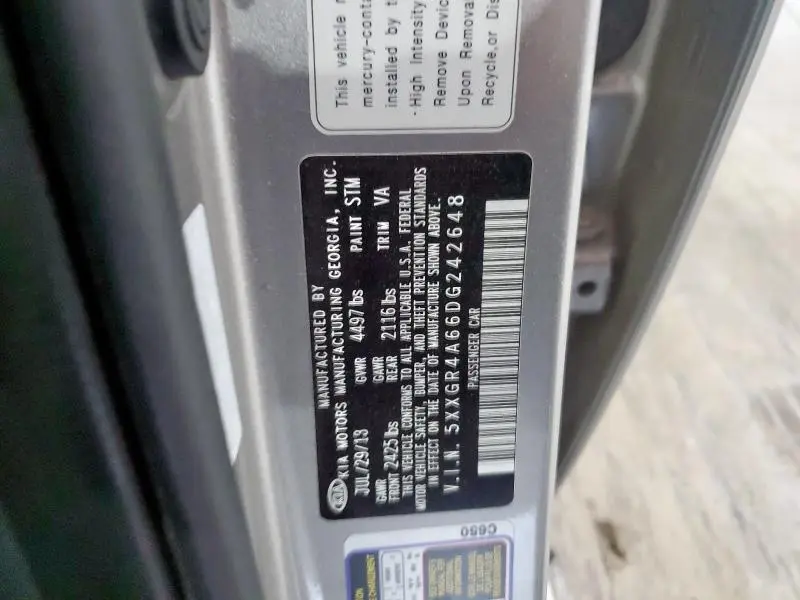 This vehicle
mercury-conta
installed by t
- High Intensity
Remove Devic
Upon Remova
Recycle, or Dis
MANUFACTURED BY
KIA KIA MOTORS MANUFACTURING GEORGIA, INC.
JUL/29/13 GVWR 4497lbs PAINT STM
GAWR FRONT 2425lbs GAWR REAR 2116lbs TRIM VA
THIS VEHICLE CONFORMS TO ALL APPLICABLE U.S.A. FEDERAL
MOTOR VEHICLE SAFETY, BUMPER, AND THEFT PREVENTION STANDARDS
IN EFFECT ON THE DATE OF MANUFACTURE SHOWN ABOVE.
V.I.N. 5XXGR4A66DG242648
PASSENGER CAR
C650